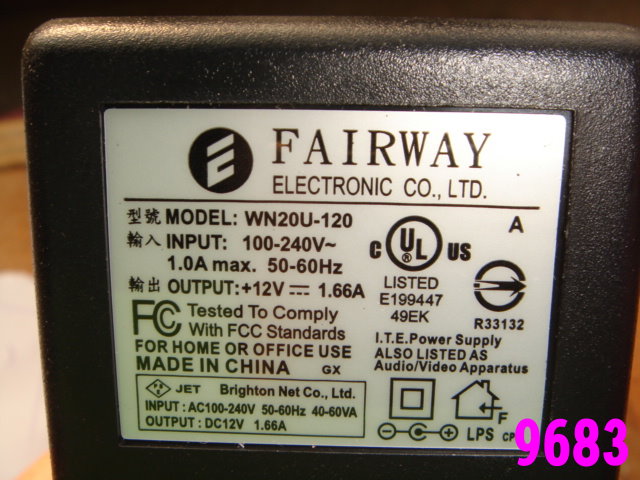 FAIRWAY
ELECTRONIC CO., LTD.
型號 MODEL: WN20U-120
A
輸入 INPUT: 100-240V~
1.0A max. 50-60Hz
輸出 OUTPUT:+12V⎓ 1.66A
C UL® US
LISTED
E199447
49EK
R33132
FC Tested To Comply
With FCC Standards
FOR HOME OR OFFICE USE
MADE IN CHINA GX
I.T.E.Power Supply
ALSO LISTED AS
Audio/Video Apparatus
JET Brighton Net Co., Ltd.
INPUT : AC100-240V 50-60Hz 40-60VA
OUTPUT : DC12V 1.66A
F
LPS CP
9683